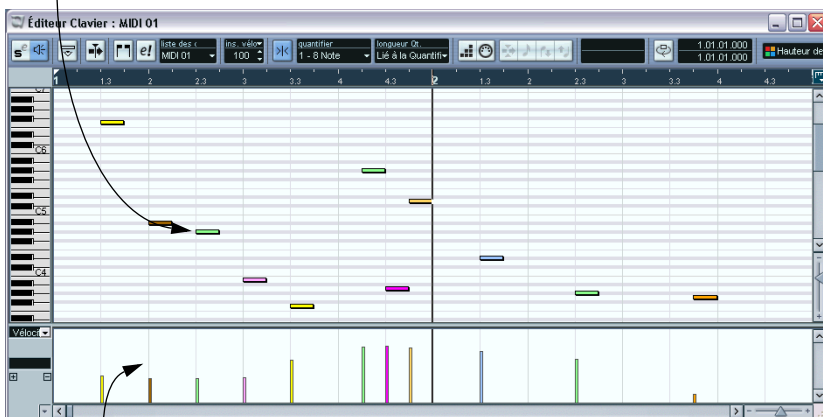 Éditeur Clavier : MIDI 01
liste des ( ins. vélo quantifier longueur Qt.
MIDI 01 100 1 - 8 Note Lié à la Quantifi 1.01.01.000
1.01.01.000
Hauteur de
1 1.3 2 2.3 3 3.3 4 4.3 2 1.3 2 2.3 3 3.3 4 4.3
C7
C6
C5
C4
Véloci